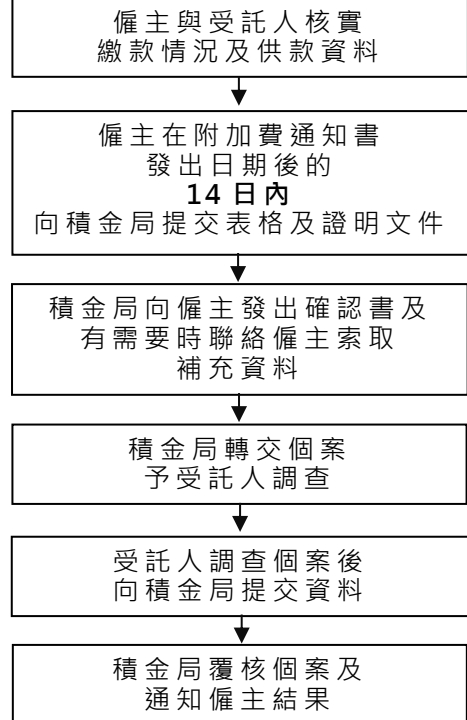 僱主與受託人核實
繳款情況及供款資料
僱主在附加費通知書
發出日期後的
14 日內
向積金局提交表格及證明文件
積金局向僱主發出確認書及
有需要時聯絡僱主索取
補充資料
積金局轉交個案
予受託人調查
受託人調查個案後
向積金局提交資料
積金局覆核個案及
通知僱主結果